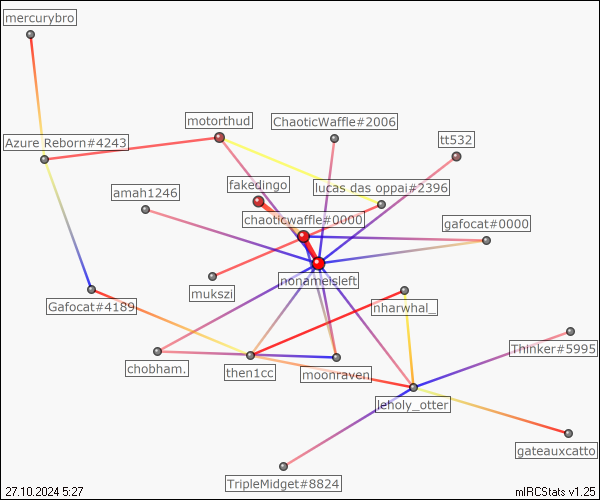 mercurybro
motorthud
ChaoticWaffle#2006
Azure Reborn#4243
tt532
fakedingo
amah1246
lucas das oppai#2396
chaoticwaffle#0000
gafocat#0000
nonameisleft
mukszi
Gafocat#4189
nharwhal_
Thinker#5995
chobham.
then1cc
moonraven
leholy_otter
gateauxcatto
TripleMidget#8824
27.10.2024 5:27
mIRCStats v1.25